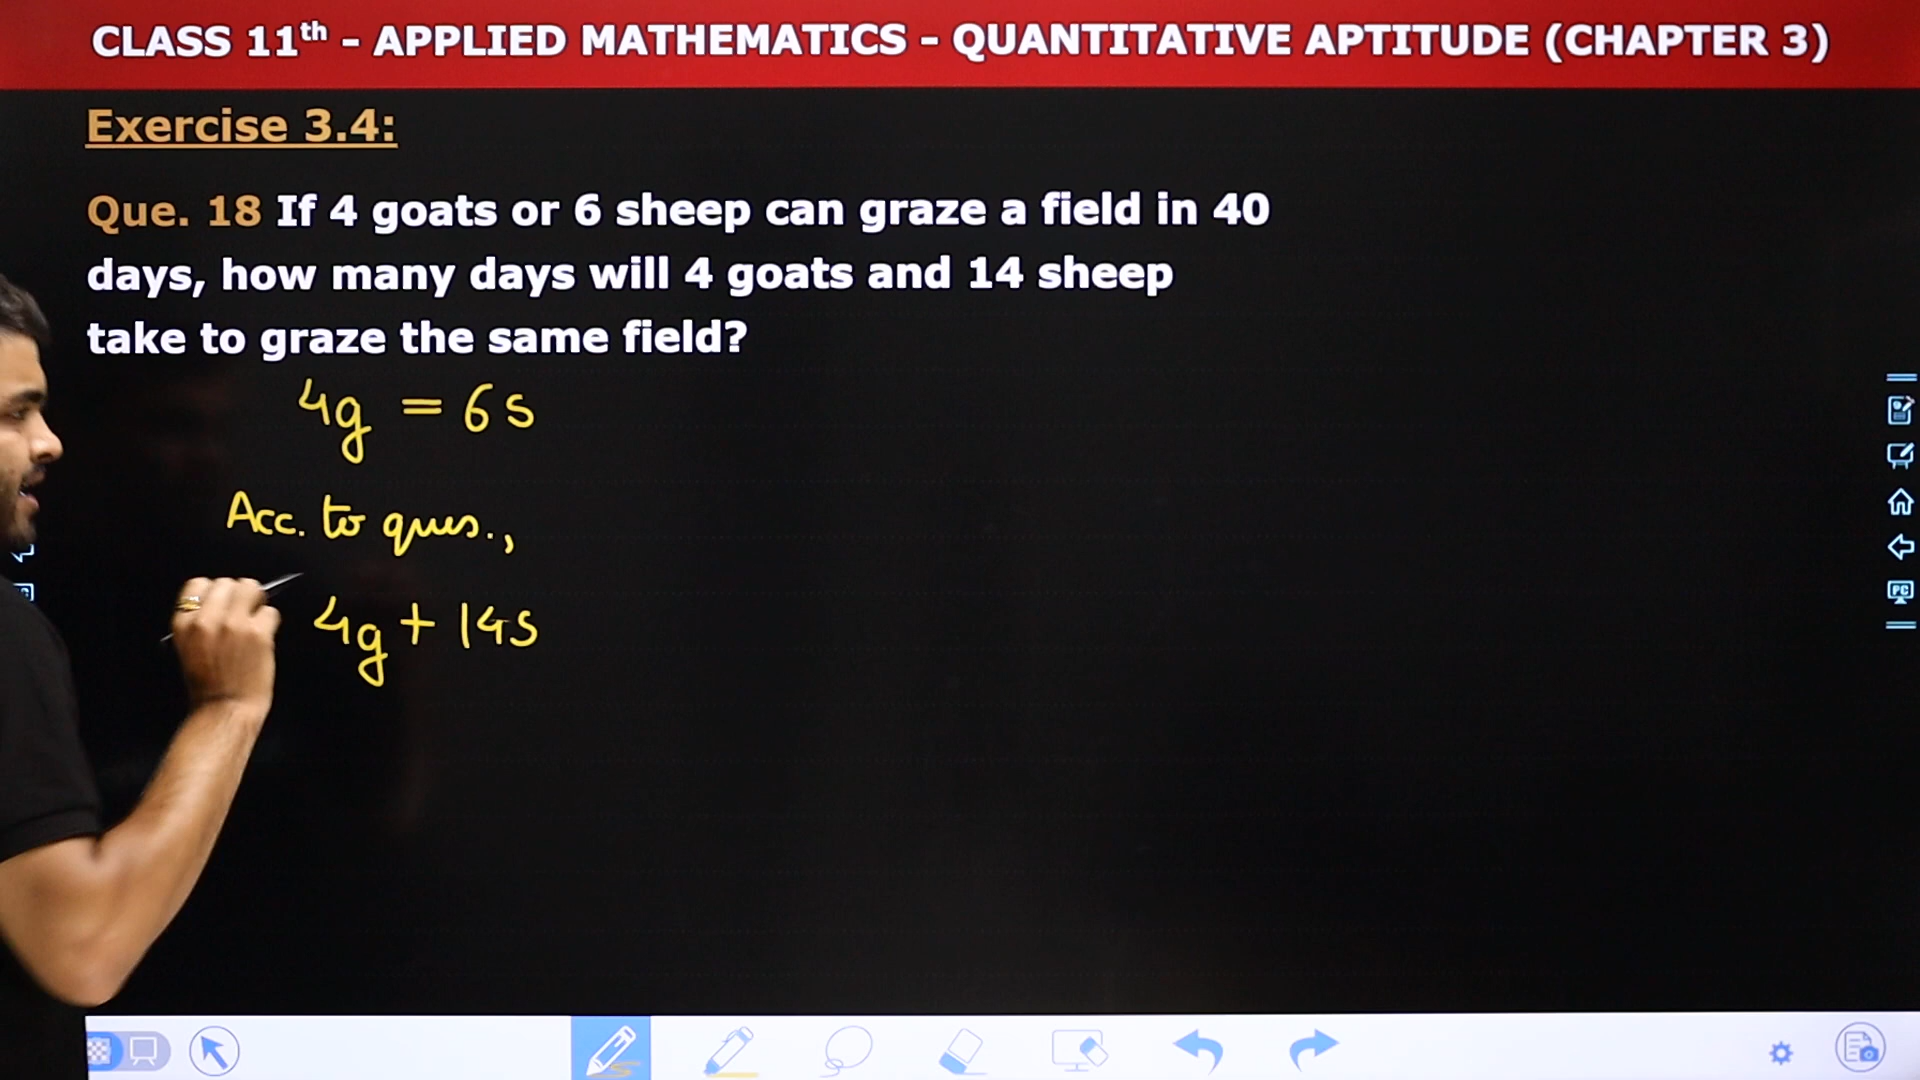 CLASS 11th - APPLIED MATHEMATICS - QUANTITATIVE APTITUDE (CHAPTER 3)
Exercise 3.4:
Que. 18 If 4 goats or 6 sheep can graze a field in 40
days, how many days will 4 goats and 14 sheep
take to graze the same field?
4g = 6s
Acc. to ques.,
4g + 14s
PC